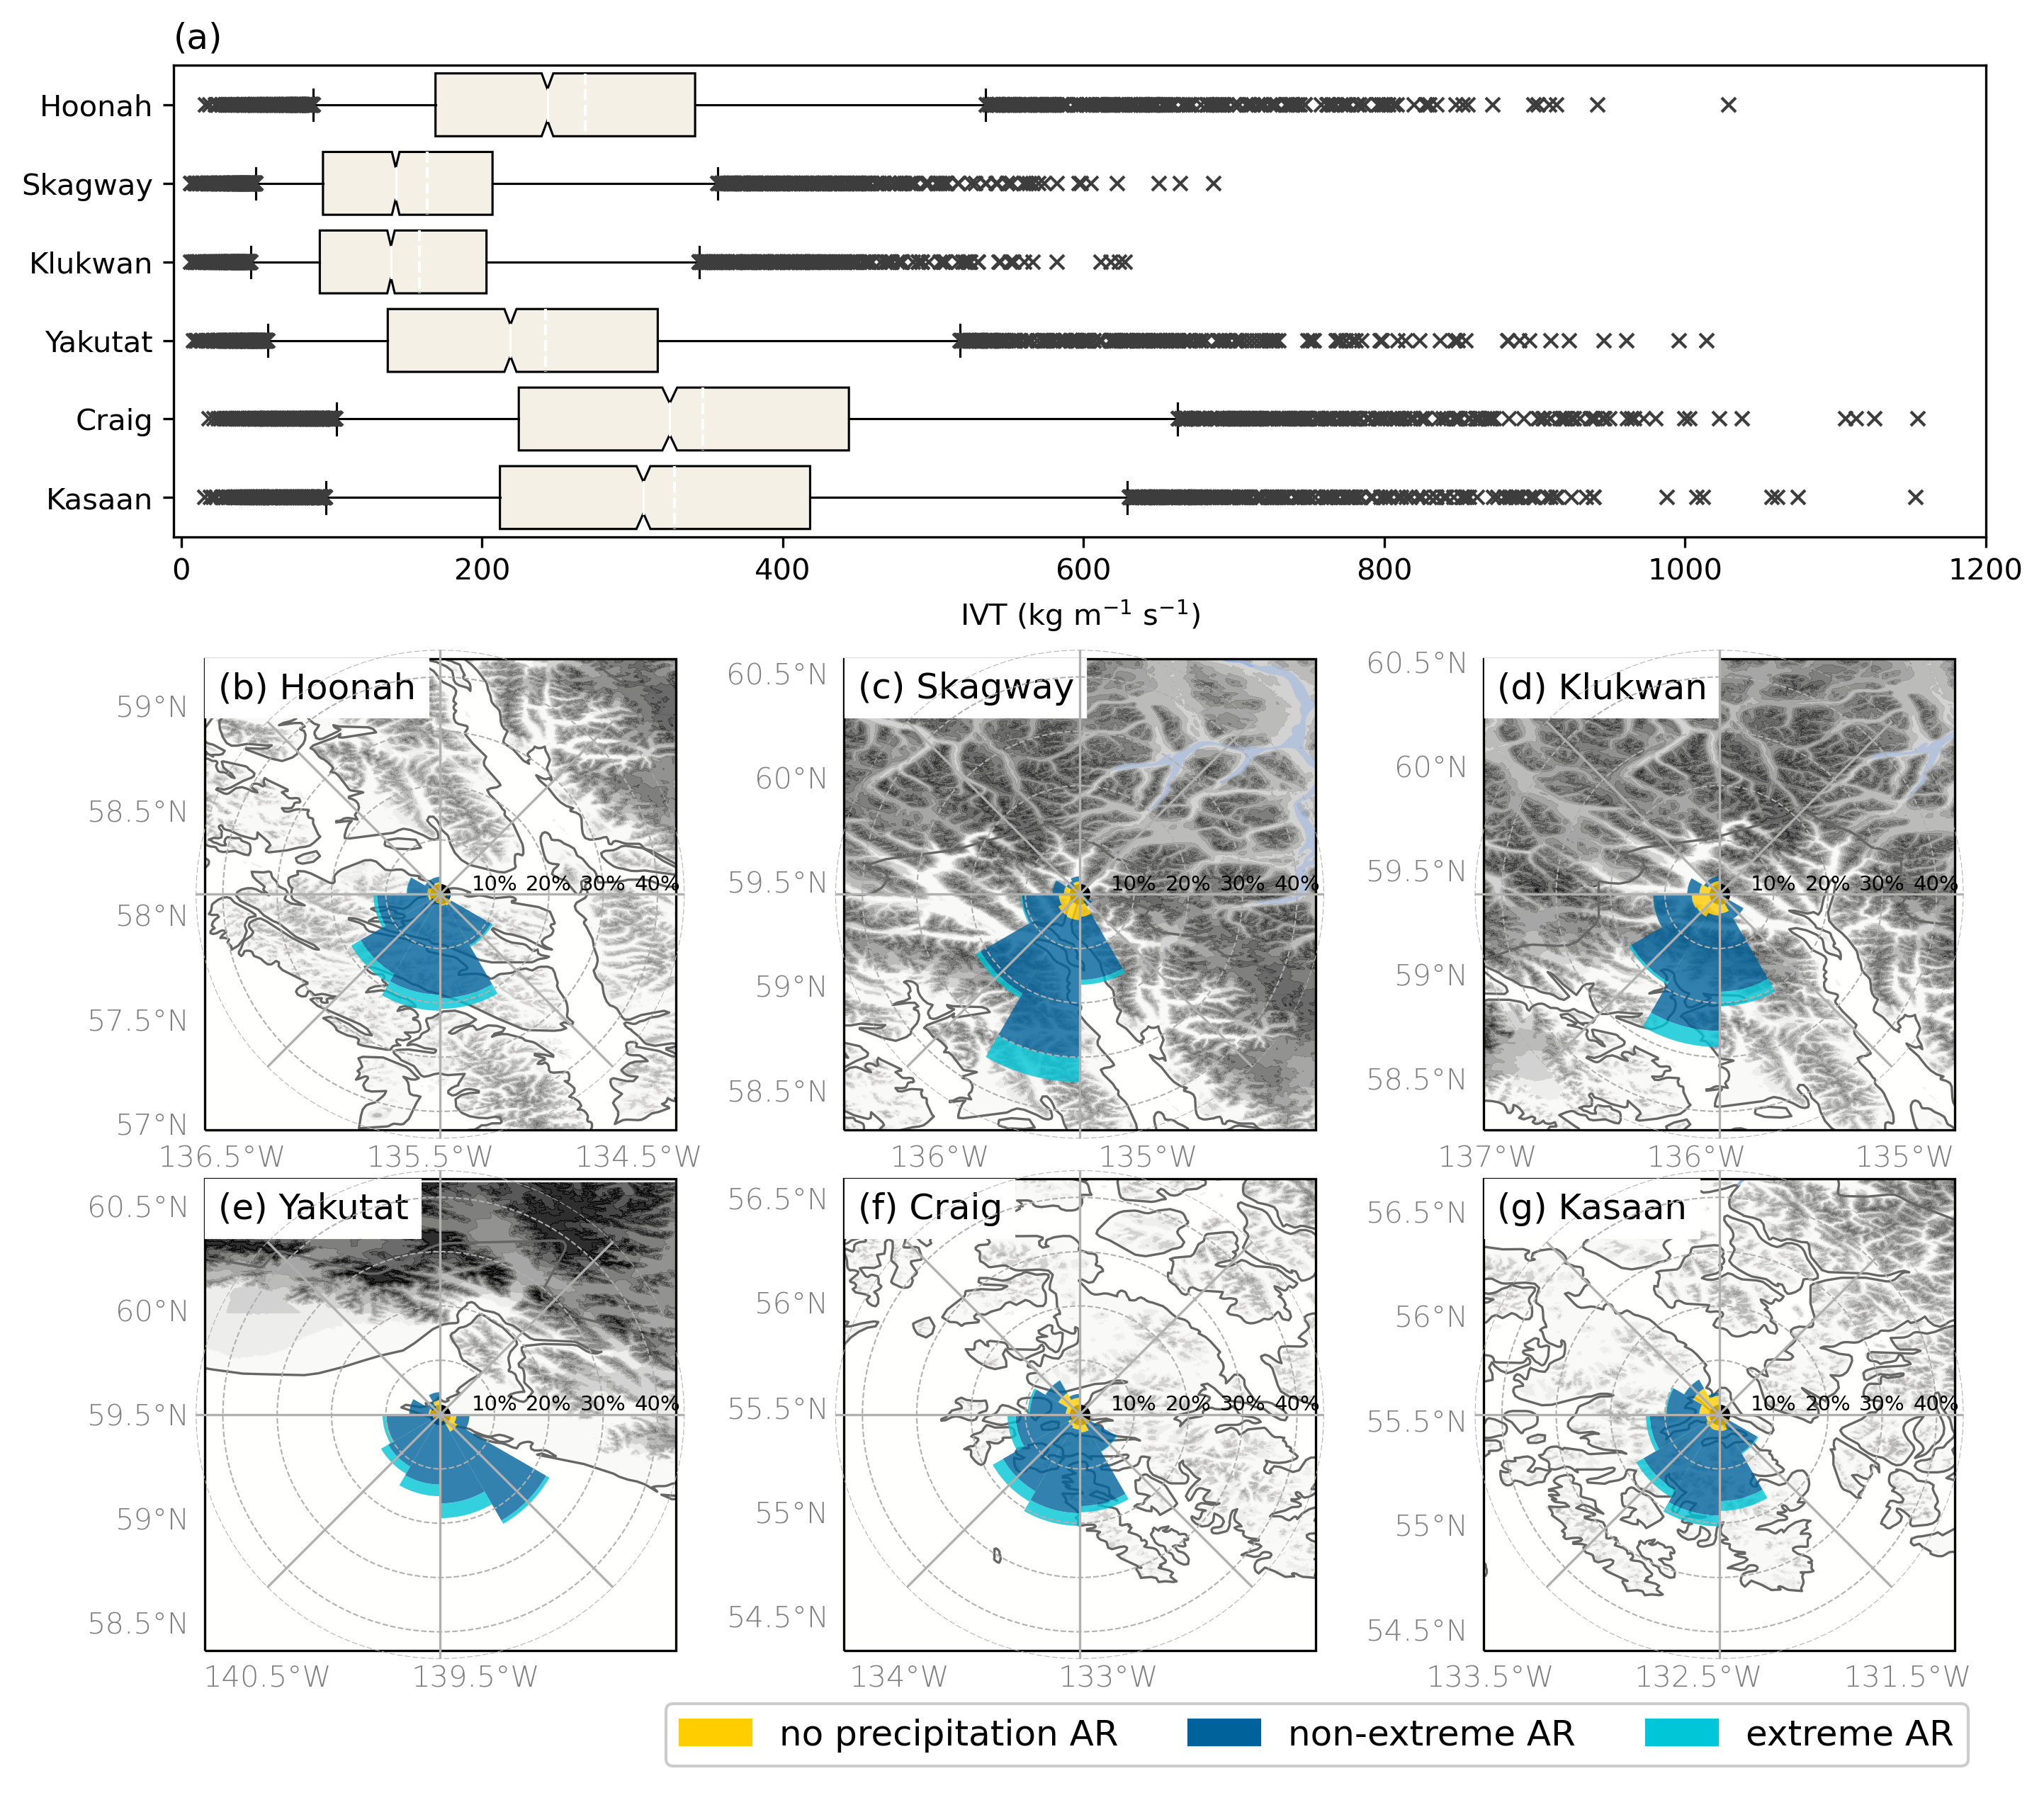 (a)
Hoonah
Skagway
Klukwan
Yakutat
Craig
Kasaan
0 200 400 600 800 1000 1200
IVT (kg m⁻¹ s⁻¹)
(b) Hoonah
59°N
58.5°N
58°N
57.5°N
57°N
10% 20% 30% 40%
136.5°W 135.5°W 134.5°W
(c) Skagway
60.5°N
60°N
59.5°N
59°N
58.5°N
10% 20% 30% 40%
136°W 135°W
(d) Klukwan
60.5°N
60°N
59.5°N
59°N
58.5°N
10% 20% 30% 40%
137°W 136°W 135°W
(e) Yakutat
60.5°N
60°N
59.5°N
59°N
58.5°N
10% 20% 30% 40%
140.5°W 139.5°W
(f) Craig
56.5°N
56°N
55.5°N
55°N
54.5°N
10% 20% 30% 40%
134°W 133°W
(g) Kasaan
56.5°N
56°N
55.5°N
55°N
54.5°N
10% 20% 30% 40%
133.5°W 132.5°W 131.5°W
no precipitation AR non-extreme AR extreme AR